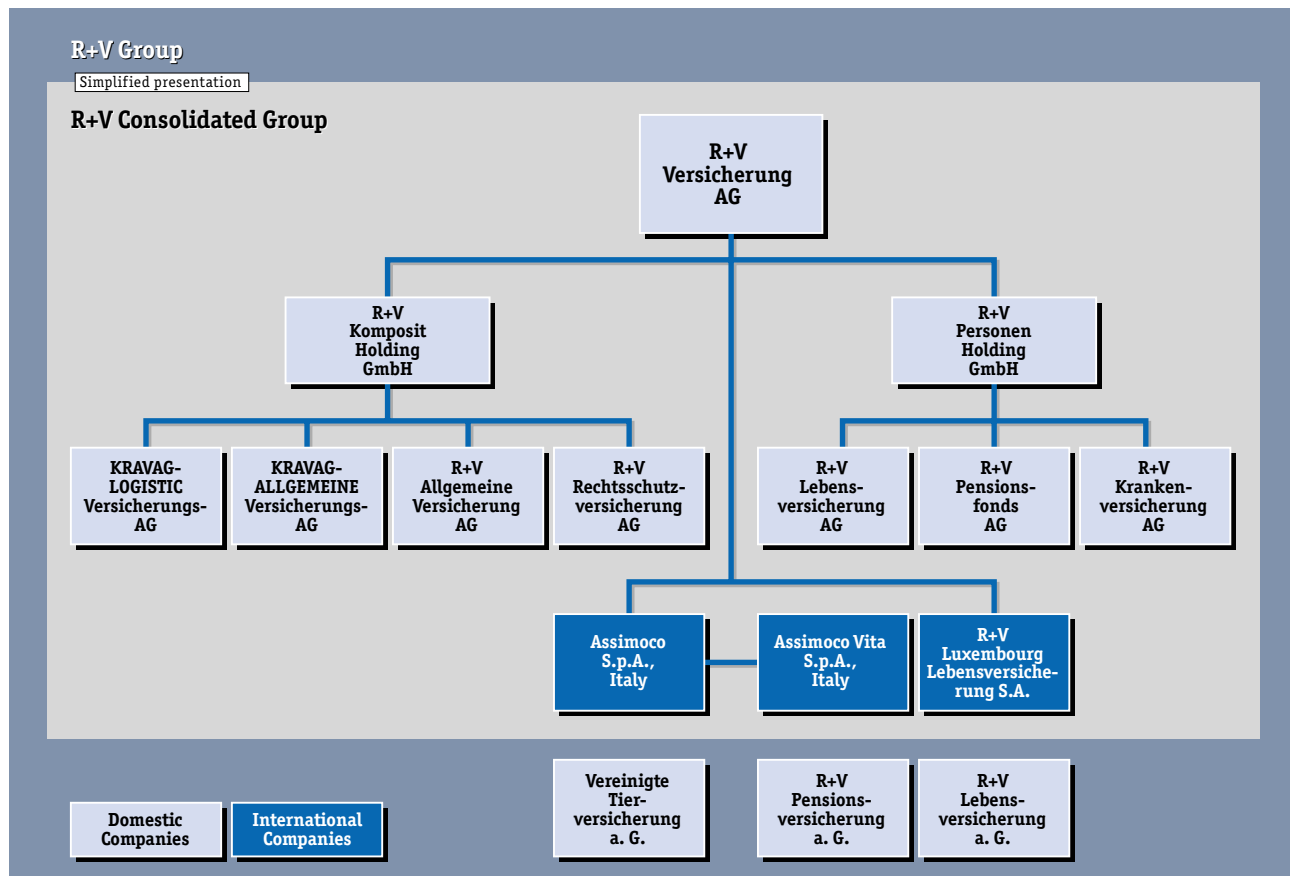 R+V Group
Simplified presentation
R+V Consolidated Group
R+V
Versicherung
AG
R+V
Komposit
Holding
GmbH
R+V
Personen
Holding
GmbH
KRAVAG-
LOGISTIC
Versicherungs-
AG
KRAVAG-
ALLGEMEINE
Versicherungs-
AG
R+V
Allgemeine
Versicherung
AG
R+V
Rechtsschutz-
versicherung
AG
R+V
Lebens-
versicherung
AG
R+V
Pensions-
fonds
AG
R+V
Kranken-
versicherung
AG
Assimoco
S.p.A.,
Italy
Assimoco Vita
S.p.A.,
Italy
R+V
Luxembourg
Lebensversiche-
rung S.A.
Vereinigte
Tier-
versicherung
a. G.
R+V
Pensions-
versicherung
a. G.
R+V
Lebens-
versicherung
a. G.
Domestic
Companies
International
Companies